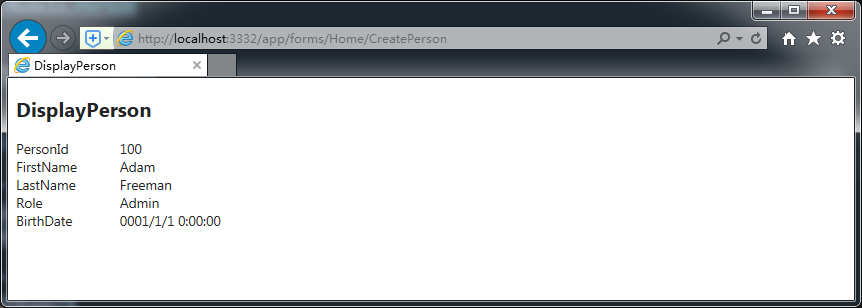 http://localhost:3332/app/forms/Home/CreatePerson
DisplayPerson
DisplayPerson
PersonId 100
FirstName Adam
LastName Freeman
Role Admin
BirthDate 0001/1/1 0:00:00